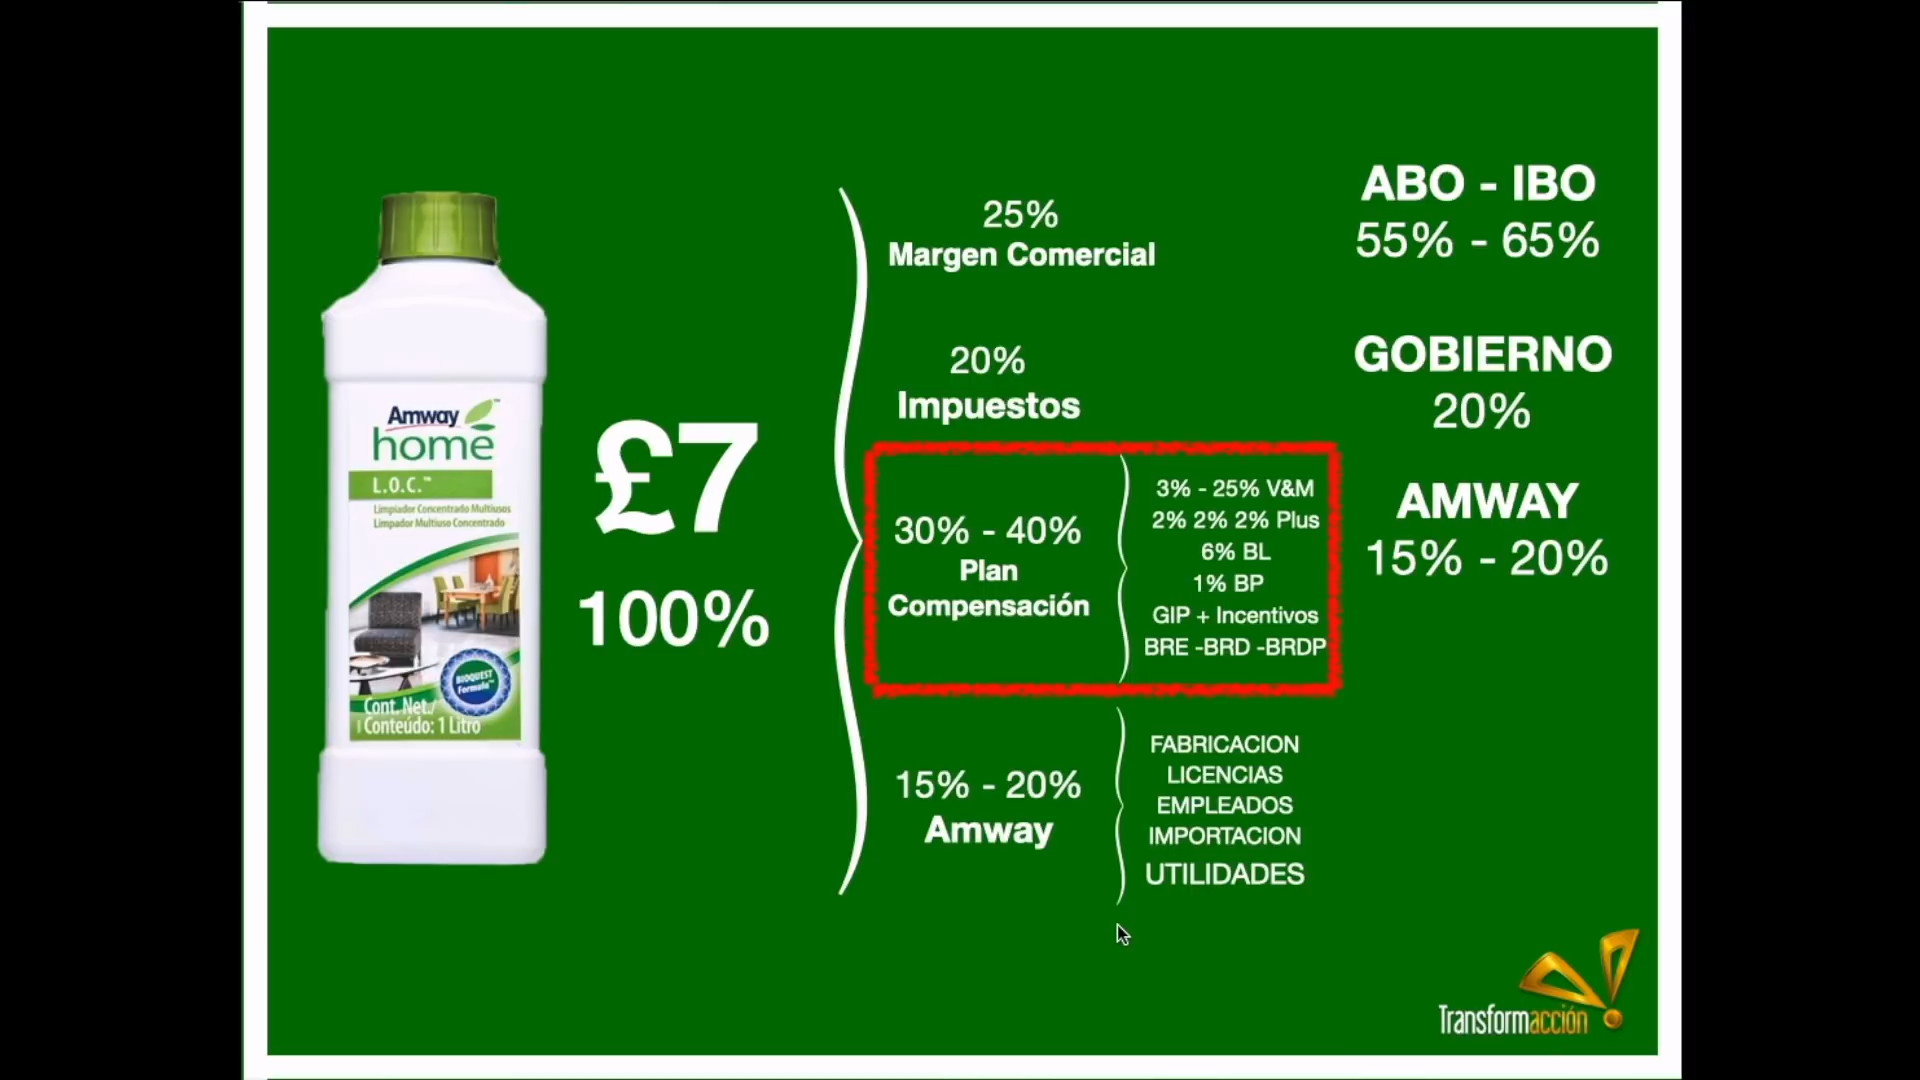 Amway
home
L.O.C.™
Limpiador Concentrado Multiusos
Limpador Multiuso Concentrado
BIOQUEST
Formula™
Cont. Net./
Conteúdo: 1 Litro
£7
100%
25%
Margen Comercial
20%
Impuestos
30% - 40%
Plan
Compensación
3% - 25% V&M
2% 2% 2% Plus
6% BL
1% BP
GIP + Incentivos
BRE -BRD -BRDP
15% - 20%
Amway
FABRICACION
LICENCIAS
EMPLEADOS
IMPORTACION
UTILIDADES
ABO - IBO
55% - 65%
GOBIERNO
20%
AMWAY
15% - 20%
Transformacción